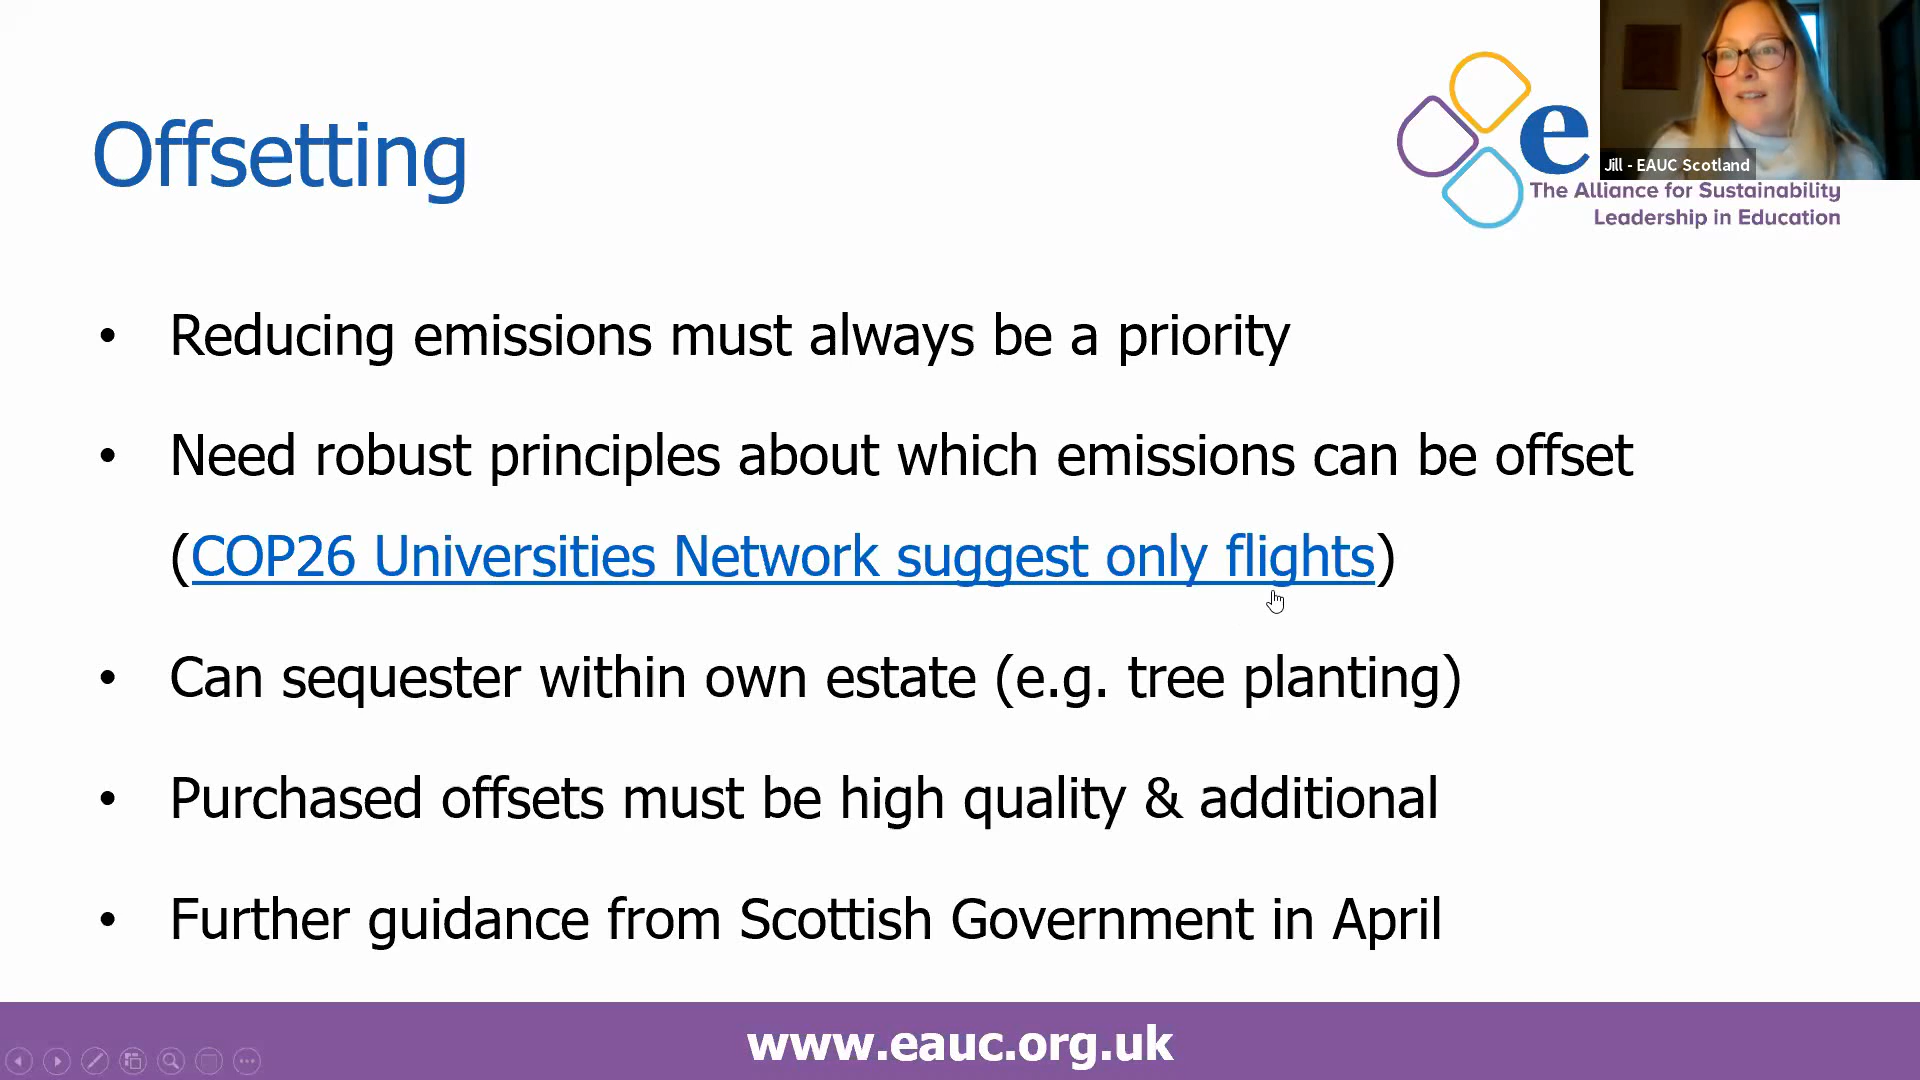 Offsetting
e
Jill - EAUC Scotland
The Alliance for Sustainability
Leadership in Education
• Reducing emissions must always be a priority
• Need robust principles about which emissions can be offset
(COP26 Universities Network suggest only flights)
• Can sequester within own estate (e.g. tree planting)
• Purchased offsets must be high quality & additional
• Further guidance from Scottish Government in April
www.eauc.org.uk